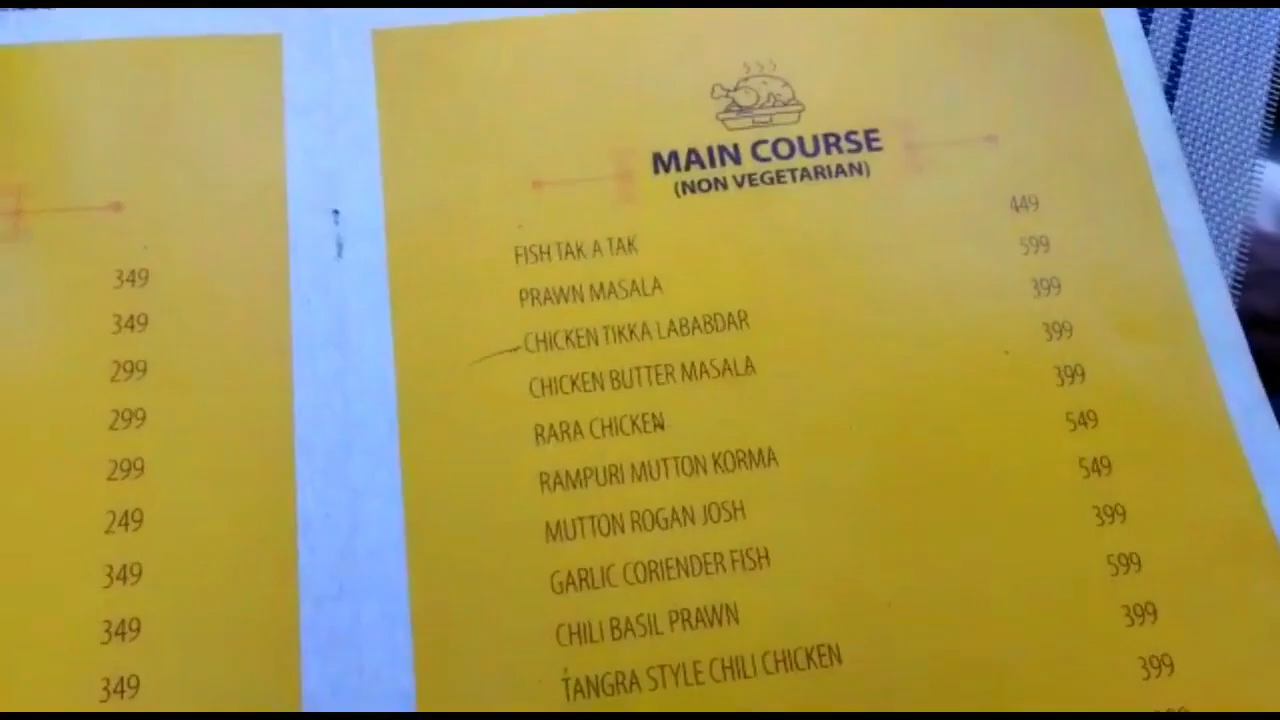 MAIN COURSE
(NON VEGETARIAN)
FISH TAK A TAK 449
PRAWN MASALA 599
CHICKEN TIKKA LABABDAR 399
CHICKEN BUTTER MASALA 399
RARA CHICKEN 399
RAMPURI MUTTON KORMA 549
MUTTON ROGAN JOSH 549
GARLIC CORIENDER FISH 399
CHILI BASIL PRAWN 599
TANGRA STYLE CHILI CHICKEN 399
399
349
349
299
299
299
249
349
349
349